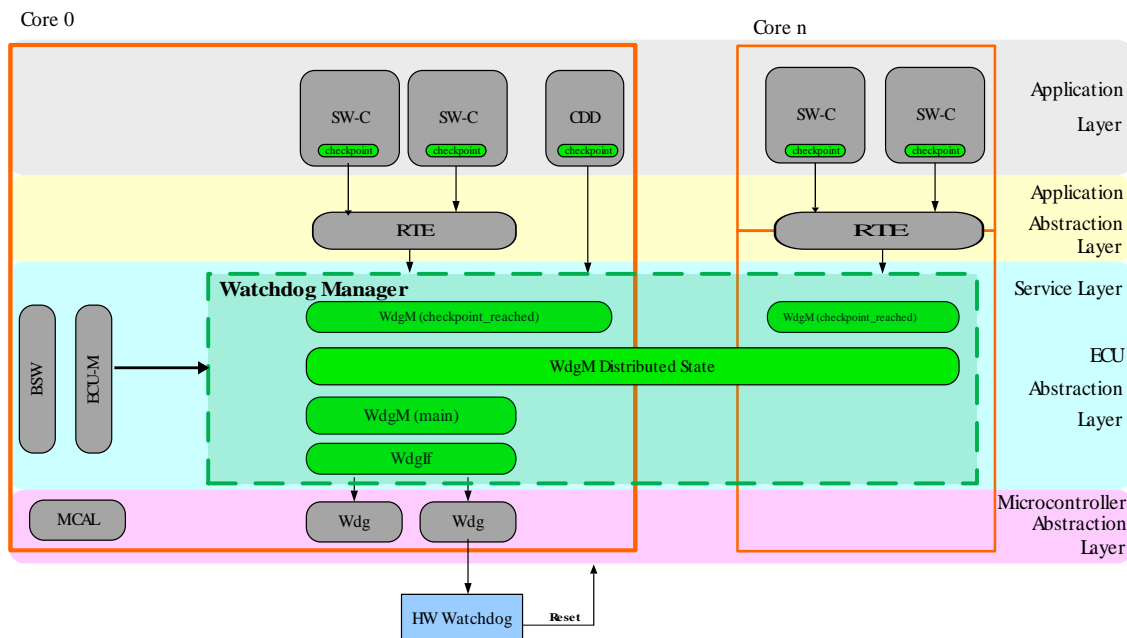 Core 0
Core n
SW-C
SW-C
CDD
SW-C
SW-C
checkpoint
checkpoint
checkpoint
checkpoint
checkpoint
Application
Layer
RTE
RTE
Application
Abstraction
Layer
Watchdog Manager
WdgM (checkpoint_reached)
WdgM (checkpoint_reached)
Service Layer
BSW
ECU-M
WdgM Distributed State
ECU
Abstraction
Layer
WdgM (main)
WdgIf
MCAL
Wdg
Wdg
Microcontroller
Abstraction
Layer
HW Watchdog
Reset